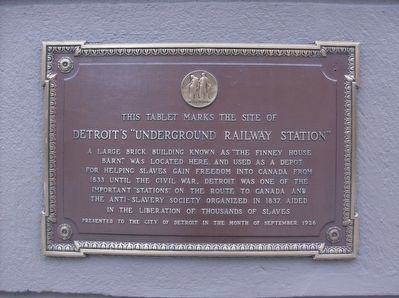 THIS TABLET MARKS THE SITE OF
DETROIT'S "UNDERGROUND RAILWAY STATION"
A LARGE BRICK BUILDING KNOWN AS "THE FINNEY HOUSE
BARN" WAS LOCATED HERE, AND USED AS A DEPOT
FOR HELPING SLAVES GAIN FREEDOM INTO CANADA FROM
1833 UNTIL THE CIVIL WAR. DETROIT WAS ONE OF THE
IMPORTANT "STATIONS" ON THE ROUTE TO CANADA AND
THE ANTI-SLAVERY SOCIETY ORGANIZED IN 1837 AIDED
IN THE LIBERATION OF THOUSANDS OF SLAVES
PRESENTED TO THE CITY OF DETROIT IN THE MONTH OF SEPTEMBER 1926